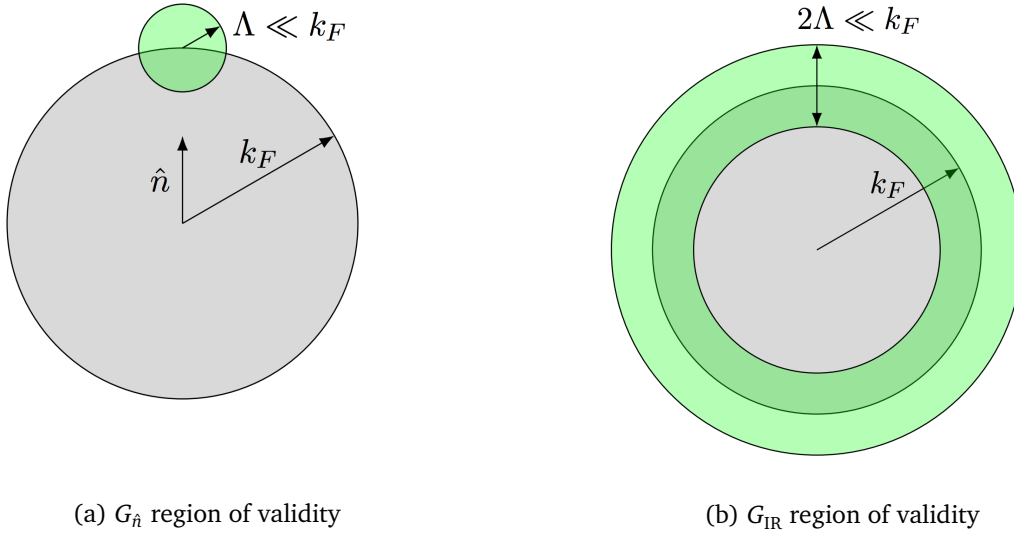 Λ ≪ k_F
k_F
n̂
(a) G_n̂ region of validity
2Λ ≪ k_F
k_F
(b) G_IR region of validity